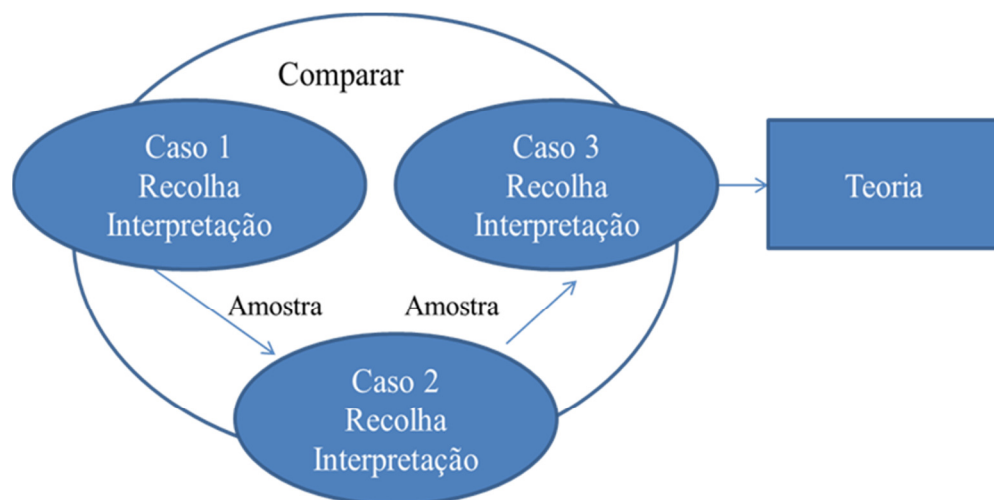 Comparar
Caso 1
Recolha
Interpretação
Caso 3
Recolha
Interpretação
Teoria
Amostra
Amostra
Caso 2
Recolha
Interpretação